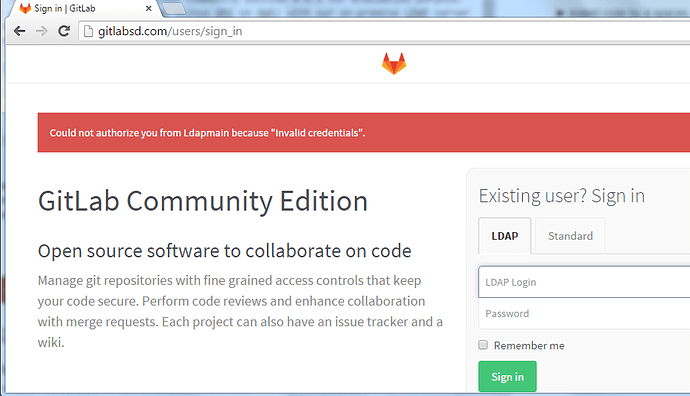 Sign in | GitLab
gitlabsd.com/users/sign_in
Could not authorize you from Ldapmain because "Invalid credentials".
GitLab Community Edition
Existing user? Sign in
LDAP Standard
Open source software to collaborate on code
Manage git repositories with fine grained access controls that keep
your code secure. Perform code reviews and enhance collaboration
with merge requests. Each project can also have an issue tracker and a
wiki.
LDAP Login
Password
Remember me
Sign in